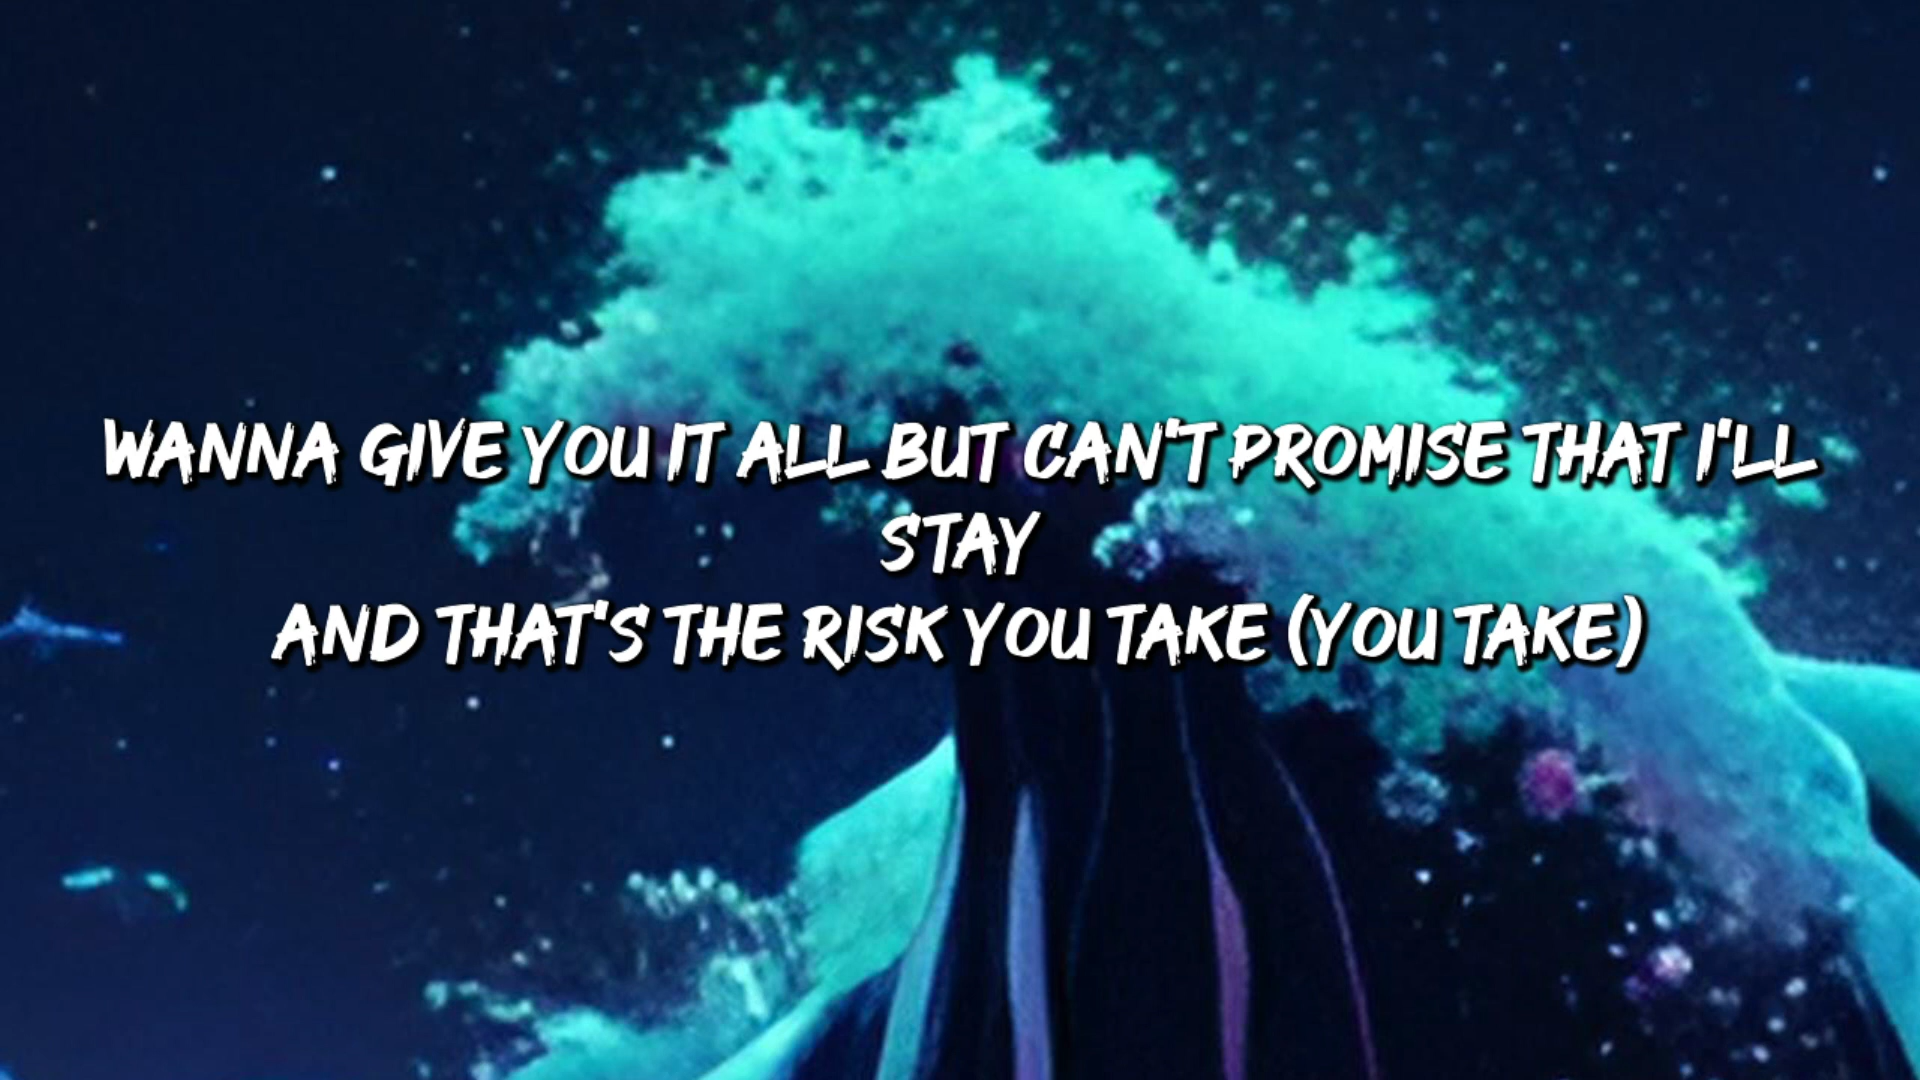 WANNA GIVE YOU IT ALL BUT CAN'T PROMISE THAT I'LL
STAY
AND THAT'S THE RISK YOU TAKE (YOU TAKE)